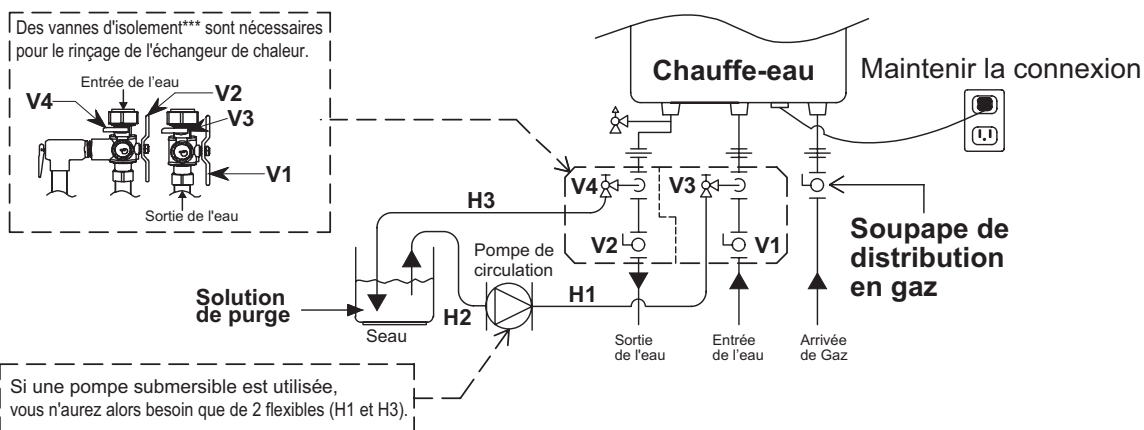 Des vannes d'isolement*** sont nécessaires
pour le rinçage de l'échangeur de chaleur.
Entrée de l'eau
V4
V2
V3
V1
Sortie de l'eau
Chauffe-eau
Maintenir la connexion
V4
V3
H3
V2
V1
Soupape de
distribution
en gaz
Pompe de
circulation
Solution
de purge
H1
H2
Seau
Sortie
de l'eau
Entrée
de l'eau
Arrivée
de Gaz
Si une pompe submersible est utilisée,
vous n'aurez alors besoin que de 2 flexibles (H1 et H3).